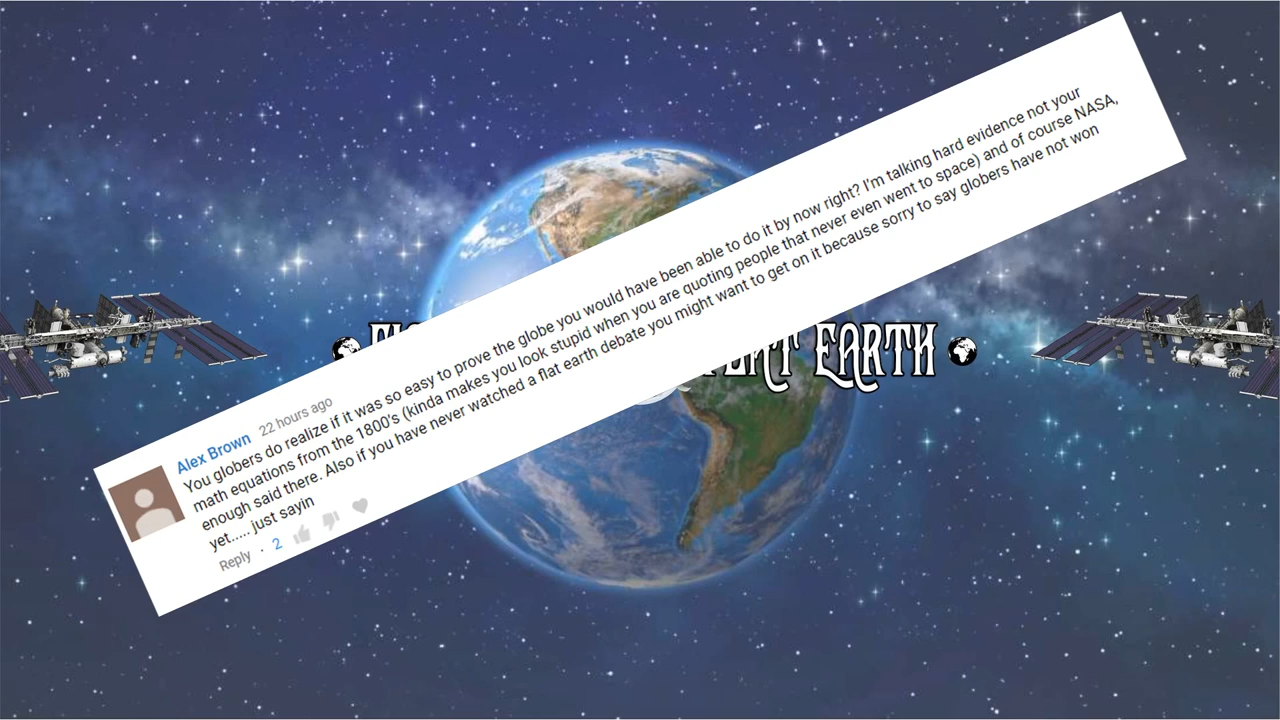 Alex Brown 22 hours ago
You globers do realize if it was so easy to prove the globe you would have been able to do it by now right? I'm talking hard evidence not your
math equations from the 1800's (kinda makes you look stupid when you are quoting people that never even went to space) and of course NASA,
enough said there. Also if you have never watched a flat earth debate you might want to get on it because sorry to say globers have not won
yet..... just sayin
Reply · 2
EARTH